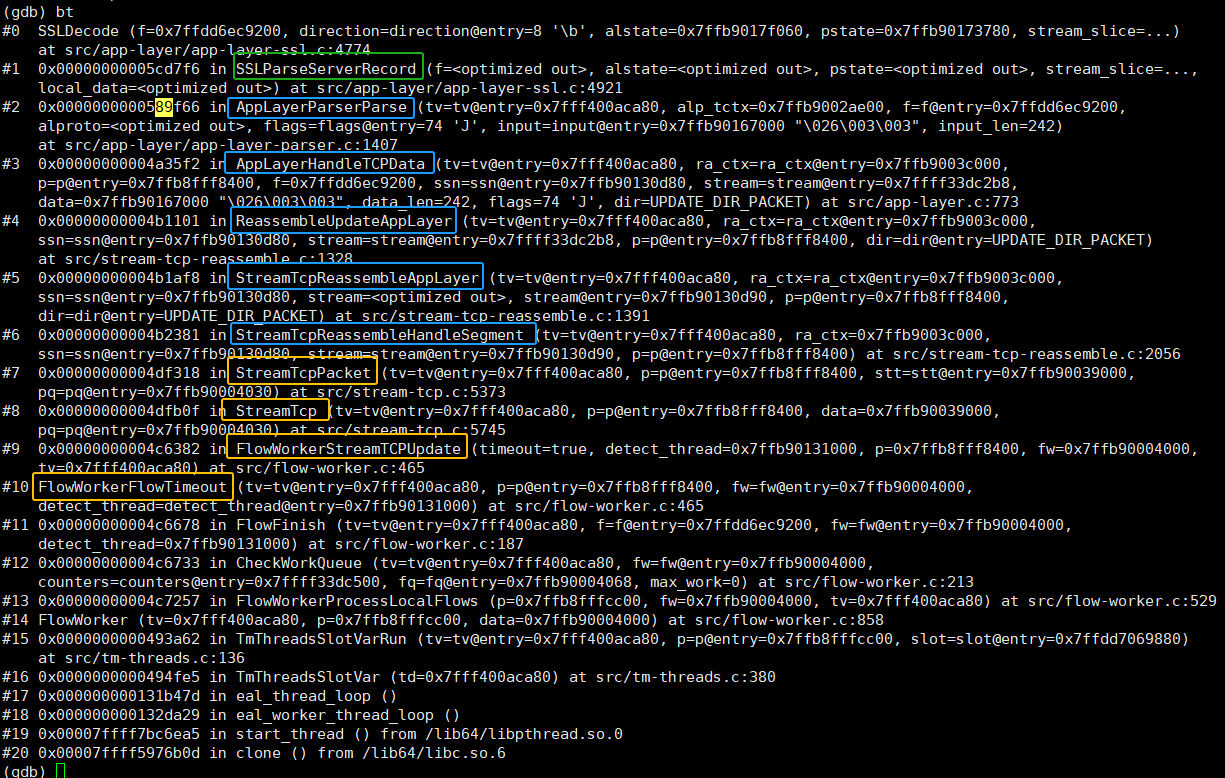 (gdb) bt
#0  SSLDecode (f=0x7ffdd6ec9200, direction=direction@entry=8 '\b', alstate=0x7ffb9017f060, pstate=0x7ffb90173780, stream_slice=...)
    at src/app-layer/app-layer-ssl.c:4774
#1  0x00000000005cd7f6 in SSLParseServerRecord (f=<optimized out>, alstate=<optimized out>, pstate=<optimized out>, stream_slice=...,
    local_data=<optimized out>) at src/app-layer/app-layer-ssl.c:4921
#2  0x0000000000589f66 in AppLayerParserParse (tv=tv@entry=0x7fff400aca80, alp_tctx=0x7ffb9002ae00, f=f@entry=0x7ffdd6ec9200,
    alproto=<optimized out>, flags=flags@entry=74 'J', input=input@entry=0x7ffb90167000 "\026\003\003", input_len=242)
    at src/app-layer/app-layer-parser.c:1407
#3  0x00000000004a35f2 in AppLayerHandleTCPData (tv=tv@entry=0x7fff400aca80, ra_ctx=ra_ctx@entry=0x7ffb9003c000,
    p=p@entry=0x7ffb8fff8400, f=0x7ffdd6ec9200, ssn=ssn@entry=0x7ffb90130d80, stream=stream@entry=0x7ffff33dc2b8,
    data=0x7ffb90167000 "\026\003\003", data_len=242, flags=74 'J', dir=UPDATE_DIR_PACKET) at src/app-layer.c:773
#4  0x00000000004b1101 in ReassembleUpdateAppLayer (tv=tv@entry=0x7fff400aca80, ra_ctx=ra_ctx@entry=0x7ffb9003c000,
    ssn=ssn@entry=0x7ffb90130d80, stream=stream@entry=0x7ffff33dc2b8, p=p@entry=0x7ffb8fff8400, dir=dir@entry=UPDATE_DIR_PACKET)
    at src/stream-tcp-reassemble.c:1328
#5  0x00000000004b1af8 in StreamTcpReassembleAppLayer (tv=tv@entry=0x7fff400aca80, ra_ctx=ra_ctx@entry=0x7ffb9003c000,
    ssn=ssn@entry=0x7ffb90130d80, stream=<optimized out>, stream@entry=0x7ffb90130d90, p=p@entry=0x7ffb8fff8400,
    dir=dir@entry=UPDATE_DIR_PACKET) at src/stream-tcp-reassemble.c:1391
#6  0x00000000004b2381 in StreamTcpReassembleHandleSegment (tv=tv@entry=0x7fff400aca80, ra_ctx=0x7ffb9003c000,
    ssn=ssn@entry=0x7ffb90130d80, stream=stream@entry=0x7ffb90130d90, p=p@entry=0x7ffb8fff8400) at src/stream-tcp-reassemble.c:2056
#7  0x00000000004df318 in StreamTcpPacket (tv=tv@entry=0x7fff400aca80, p=p@entry=0x7ffb8fff8400, stt=stt@entry=0x7ffb90039000,
    pq=pq@entry=0x7ffb90004030) at src/stream-tcp.c:5373
#8  0x00000000004dfb0f in StreamTcp (tv=tv@entry=0x7fff400aca80, p=p@entry=0x7ffb8fff8400, data=0x7ffb90039000,
    pq=pq@entry=0x7ffb90004030) at src/stream-tcp.c:5745
#9  0x00000000004c6382 in FlowWorkerStreamTCPUpdate (timeout=true, detect_thread=0x7ffb90131000, p=0x7ffb8fff8400, fw=0x7ffb90004000,
    tv=0x7fff400aca80) at src/flow-worker.c:465
#10 FlowWorkerFlowTimeout (tv=tv@entry=0x7fff400aca80, p=p@entry=0x7ffb8fff8400, fw=fw@entry=0x7ffb90004000,
    detect_thread=detect_thread@entry=0x7ffb90131000) at src/flow-worker.c:465
#11 0x00000000004c6678 in FlowFinish (tv=tv@entry=0x7fff400aca80, f=f@entry=0x7ffdd6ec9200, fw=fw@entry=0x7ffb90004000,
    detect_thread=0x7ffb90131000) at src/flow-worker.c:187
#12 0x00000000004c6733 in CheckWorkQueue (tv=tv@entry=0x7fff400aca80, fw=fw@entry=0x7ffb90004000,
    counters=counters@entry=0x7ffff33dc500, fq=fq@entry=0x7ffb90004068, max_work=0) at src/flow-worker.c:213
#13 0x00000000004c7257 in FlowWorkerProcessLocalFlows (p=0x7ffb8fffcc00, fw=0x7ffb90004000, tv=0x7fff400aca80) at src/flow-worker.c:529
#14 FlowWorker (tv=0x7fff400aca80, p=0x7ffb8fffcc00, data=0x7ffb90004000) at src/flow-worker.c:858
#15 0x0000000000493a62 in TmThreadsSlotVarRun (tv=tv@entry=0x7fff400aca80, p=p@entry=0x7ffb8fffcc00, slot=slot@entry=0x7ffdd7069880)
    at src/tm-threads.c:136
#16 0x0000000000494fe5 in TmThreadsSlotVar (td=0x7fff400aca80) at src/tm-threads.c:380
#17 0x000000000131b47d in eal_thread_loop ()
#18 0x000000000132da29 in eal_worker_thread_loop ()
#19 0x00007ffff7bc6ea5 in start_thread () from /lib64/libpthread.so.0
#20 0x00007ffff5976b0d in clone () from /lib64/libc.so.6
(gdb)